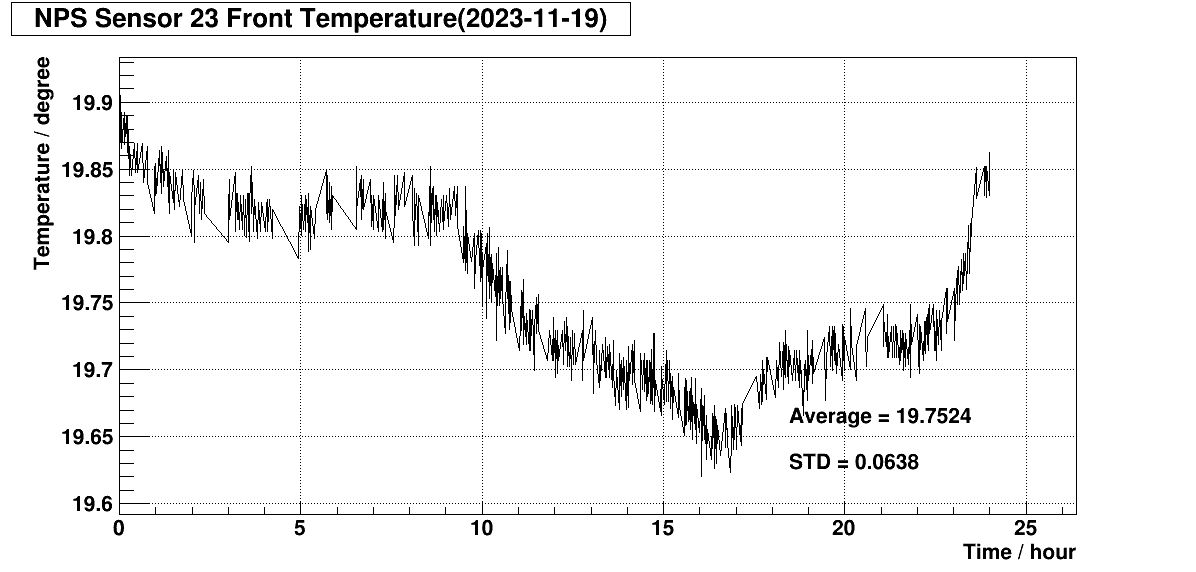 NPS Sensor 23 Front Temperature(2023-11-19)
Temperature / degree
19.9
19.85
19.8
19.75
19.7
19.65
19.6
Average = 19.7524
STD = 0.0638
0 5 10 15 20 25
Time / hour